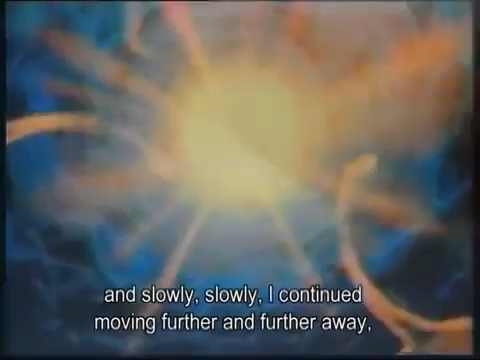 and slowly, slowly, I continued
moving further and further away,